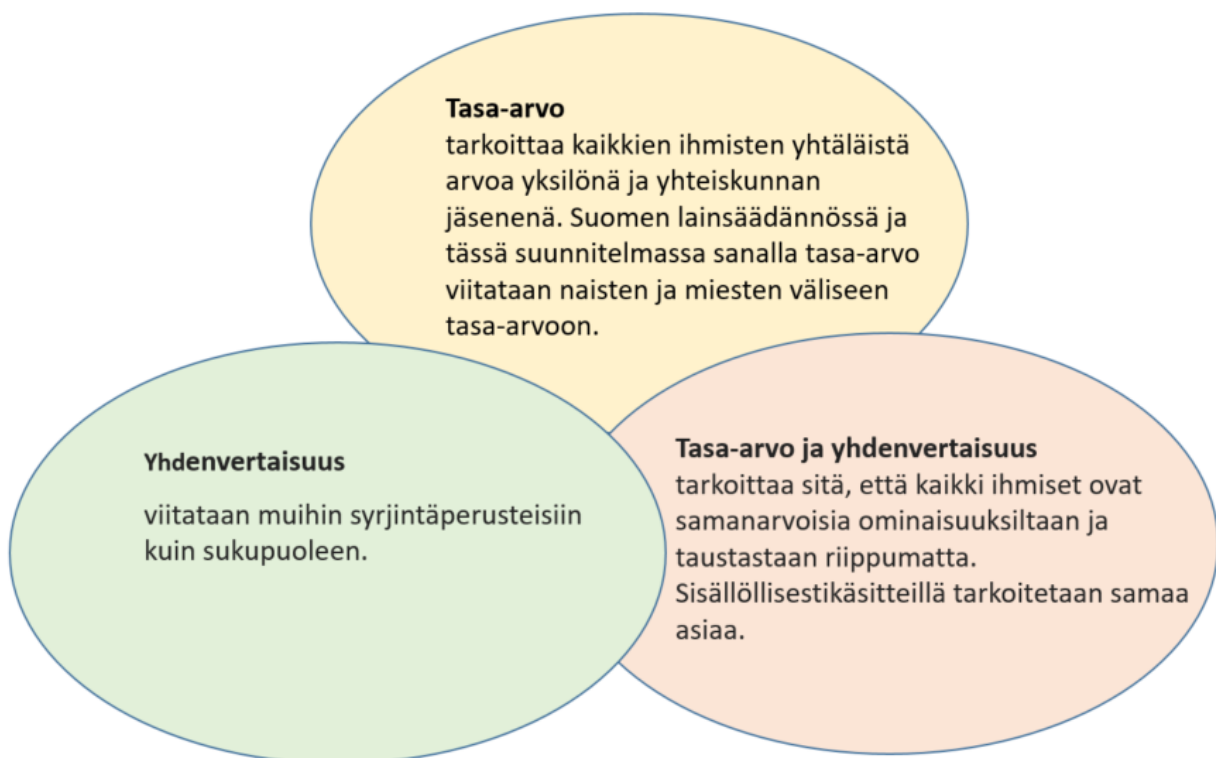 Tasa-arvo
tarkoittaa kaikkien ihmisten yhtäläistä
arvoa yksilönä ja yhteiskunnan
jäsenenä. Suomen lainsäädännössä ja
tässä suunnitelmassa sanalla tasa-arvo
viitataan naisten ja miesten väliseen
tasa-arvoon.
Yhdenvertaisuus
viitataan muihin syrjintäperusteisiin
kuin sukupuoleen.
Tasa-arvo ja yhdenvertaisuus
tarkoittaa sitä, että kaikki ihmiset ovat
samanarvoisia ominaisuuksiltaan ja
taustastaan riippumatta.
Sisällöllisestikäsitteillä tarkoitetaan samaa
asiaa.